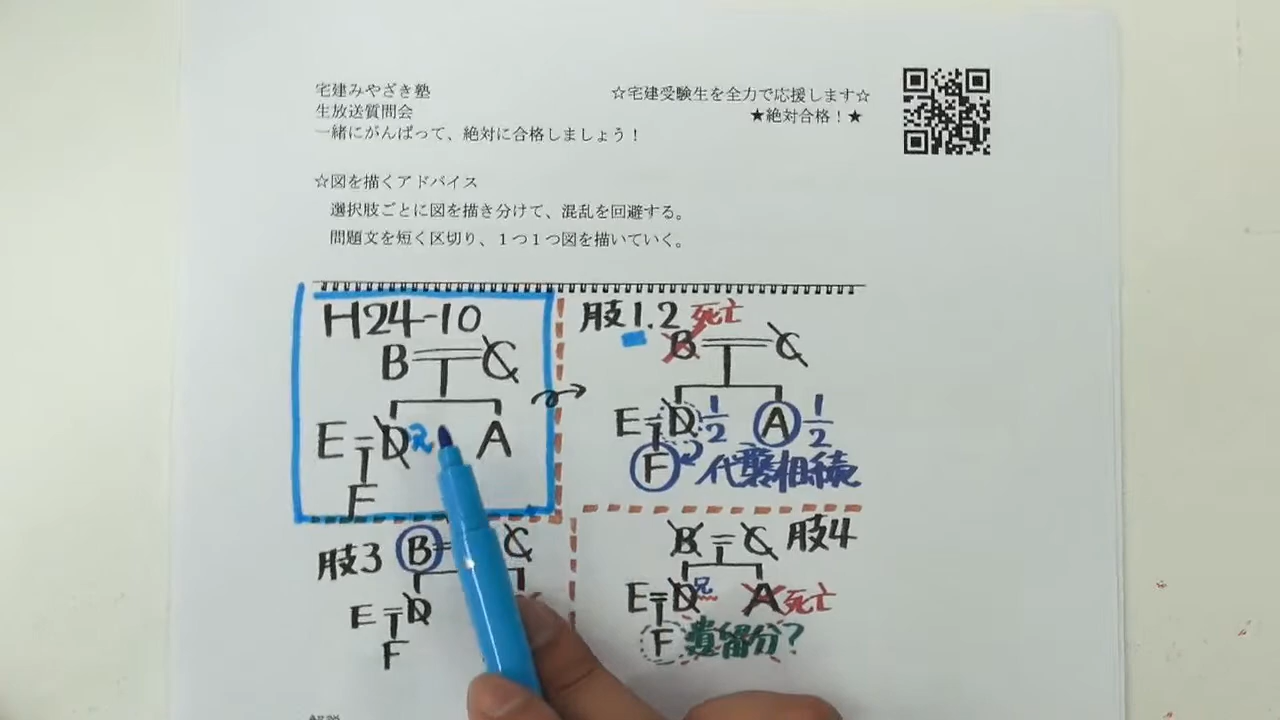 宅建みやざき塾
生放送質問会
一緒にがんばって、絶対に合格しましょう！
☆宅建受験生を全力で応援します☆
★絶対合格！★
☆図を描くアドバイス
選択肢ごとに図を描き分けて、混乱を回避する。
問題文を短く区切り、１つ１つ図を描いていく。
H24-10
B C
E D 兄 A
F
肢1.2 死亡
B C
E D 1/2 A 1/2
F 代襲相続
肢3 B C
E D
F
B C 肢4
E D 兄 A 死亡
F 遺留分？